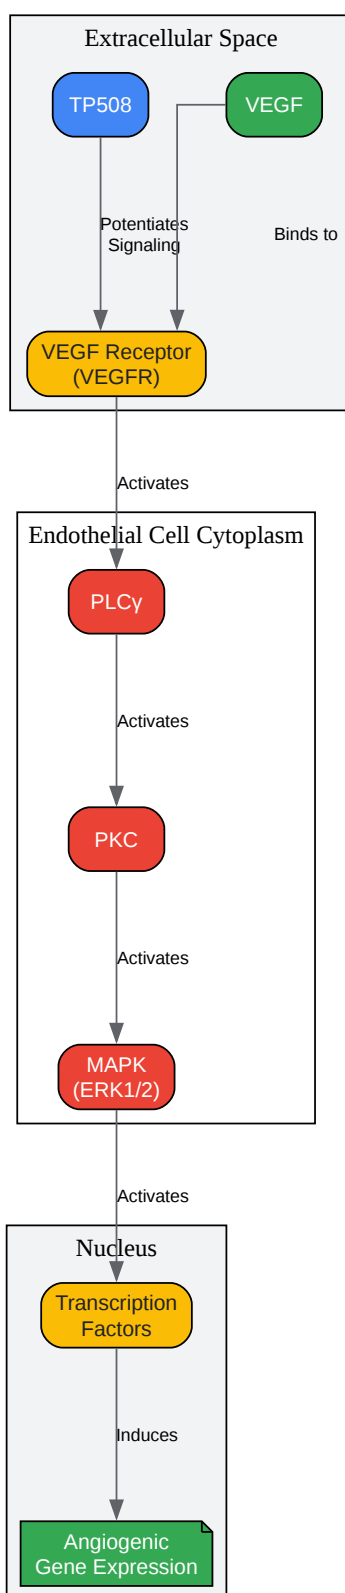 Extracellular Space
TP508
VEGF
Potentiates
Signaling
Binds to
VEGF Receptor
(VEGFR)
Activates
Endothelial Cell Cytoplasm
PLCγ
Activates
PKC
Activates
MAPK
(ERK1/2)
Activates
Nucleus
Transcription
Factors
Induces
Angiogenic
Gene Expression